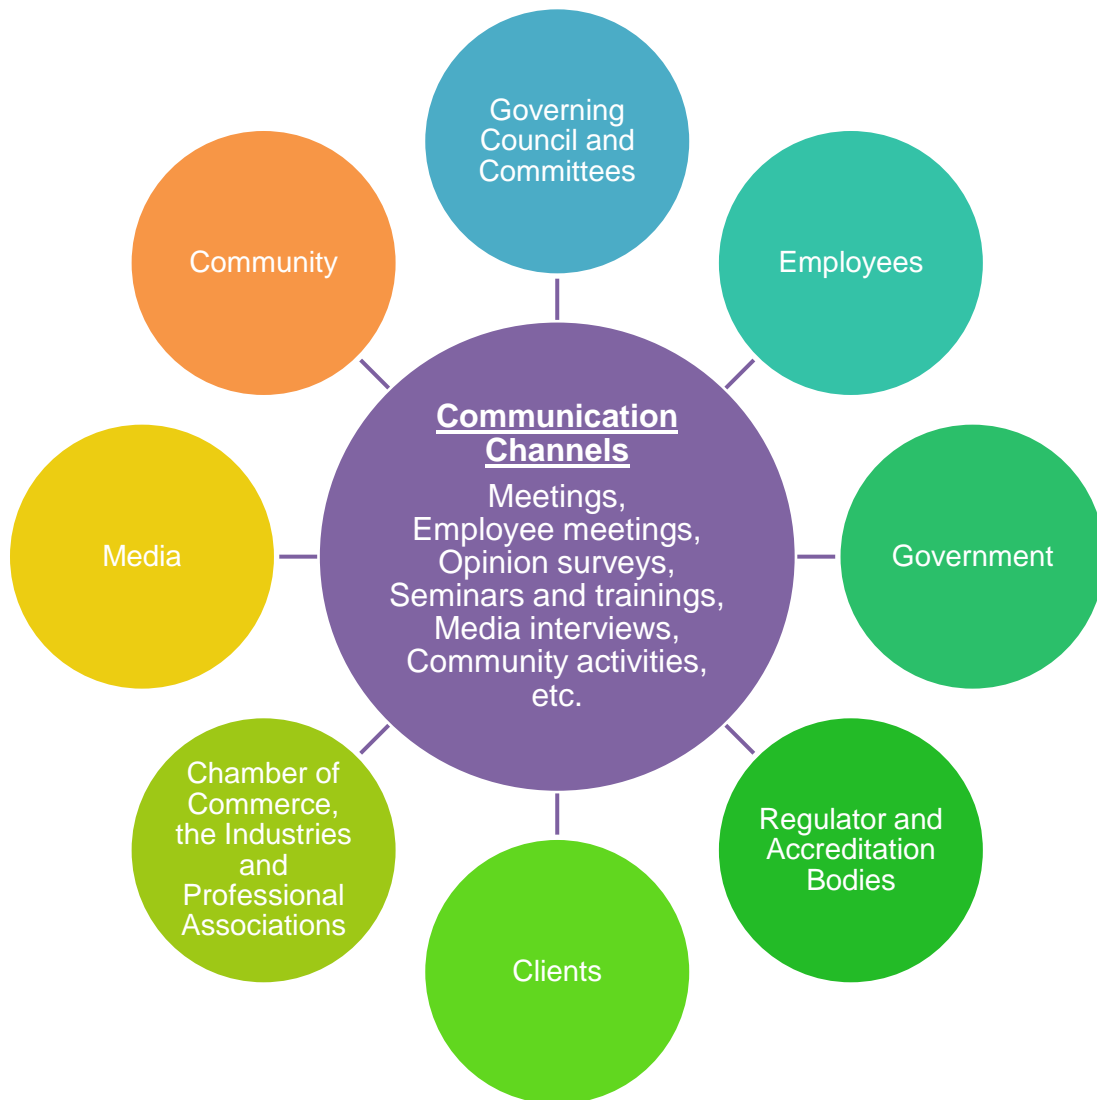 Governing
Council and
Committees
Community
Employees
Communication
Channels
Meetings,
Employee meetings,
Opinion surveys,
Seminars and trainings,
Media interviews,
Community activities,
etc.
Media
Government
Chamber of
Commerce,
the Industries
and
Professional
Associations
Regulator and
Accreditation
Bodies
Clients